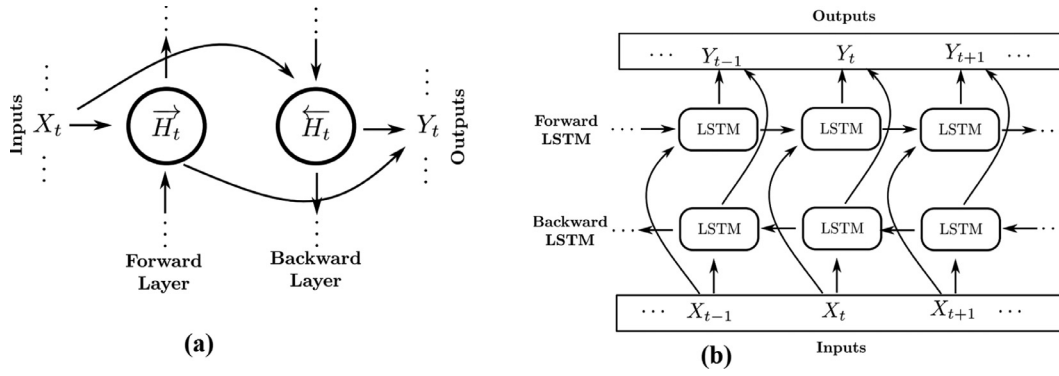 Inputs
X_t
→H_t
←H_t
Y_t
Outputs
Forward
Layer
Backward
Layer
(a)
Outputs
... Y_{t-1} Y_t Y_{t+1} ...
Forward
LSTM
... LSTM LSTM LSTM ...
Backward
LSTM
... LSTM LSTM LSTM ...
... X_{t-1} X_t X_{t+1} ...
Inputs
(b)